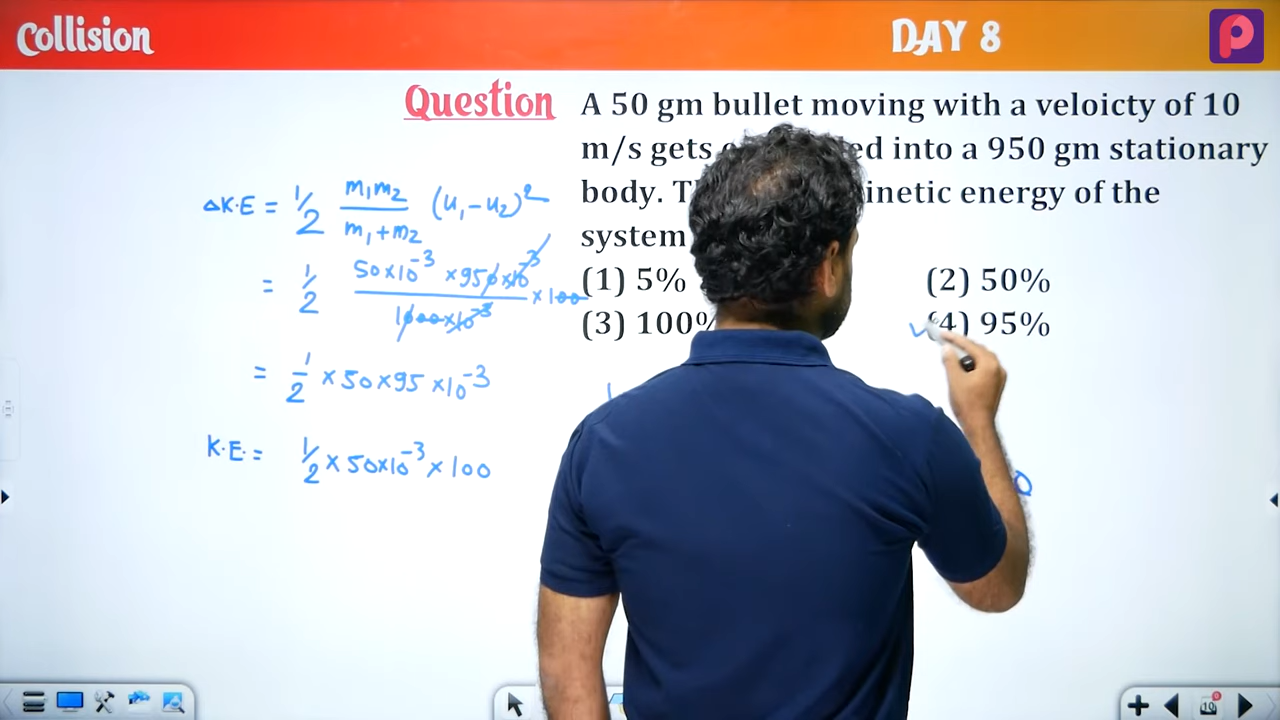 Collision
DAY 8
Question
A 50 gm bullet moving with a veloicty of 10
m/s gets ed into a 950 gm stationary
body. kinetic energy of the
system
(1) 5%
(2) 50%
(3) 100%
(4) 95%
ΔK·E = 1/2 m₁m₂/m₁+m₂ (u₁-u₂)²
= 1/2 50×10⁻³ ×950×10⁻³/1000×10⁻³ ×100
= 1/2 ×50×95 ×10⁻³
K·E· = 1/2 × 50×10⁻³ × 100
10